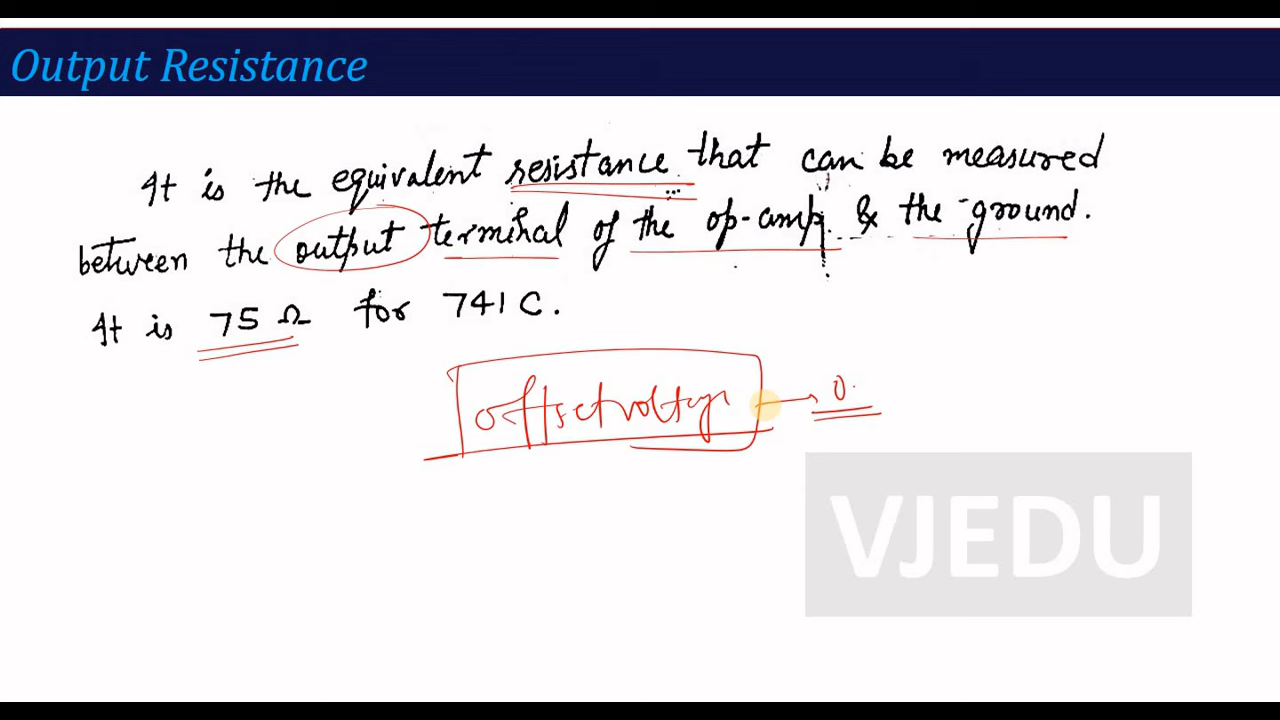 Output Resistance
It is the equivalent resistance that can be measured
between the output terminal of the op-amp & the ground.
It is 75 Ω for 741C.
offset voltage → 0
VJEDU